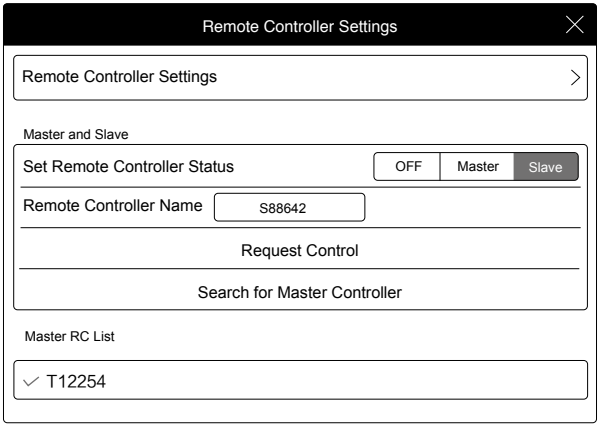 Remote Controller Settings
Remote Controller Settings
Master and Slave
Set Remote Controller Status OFF Master Slave
Remote Controller Name S88642
Request Control
Search for Master Controller
Master RC List
T12254